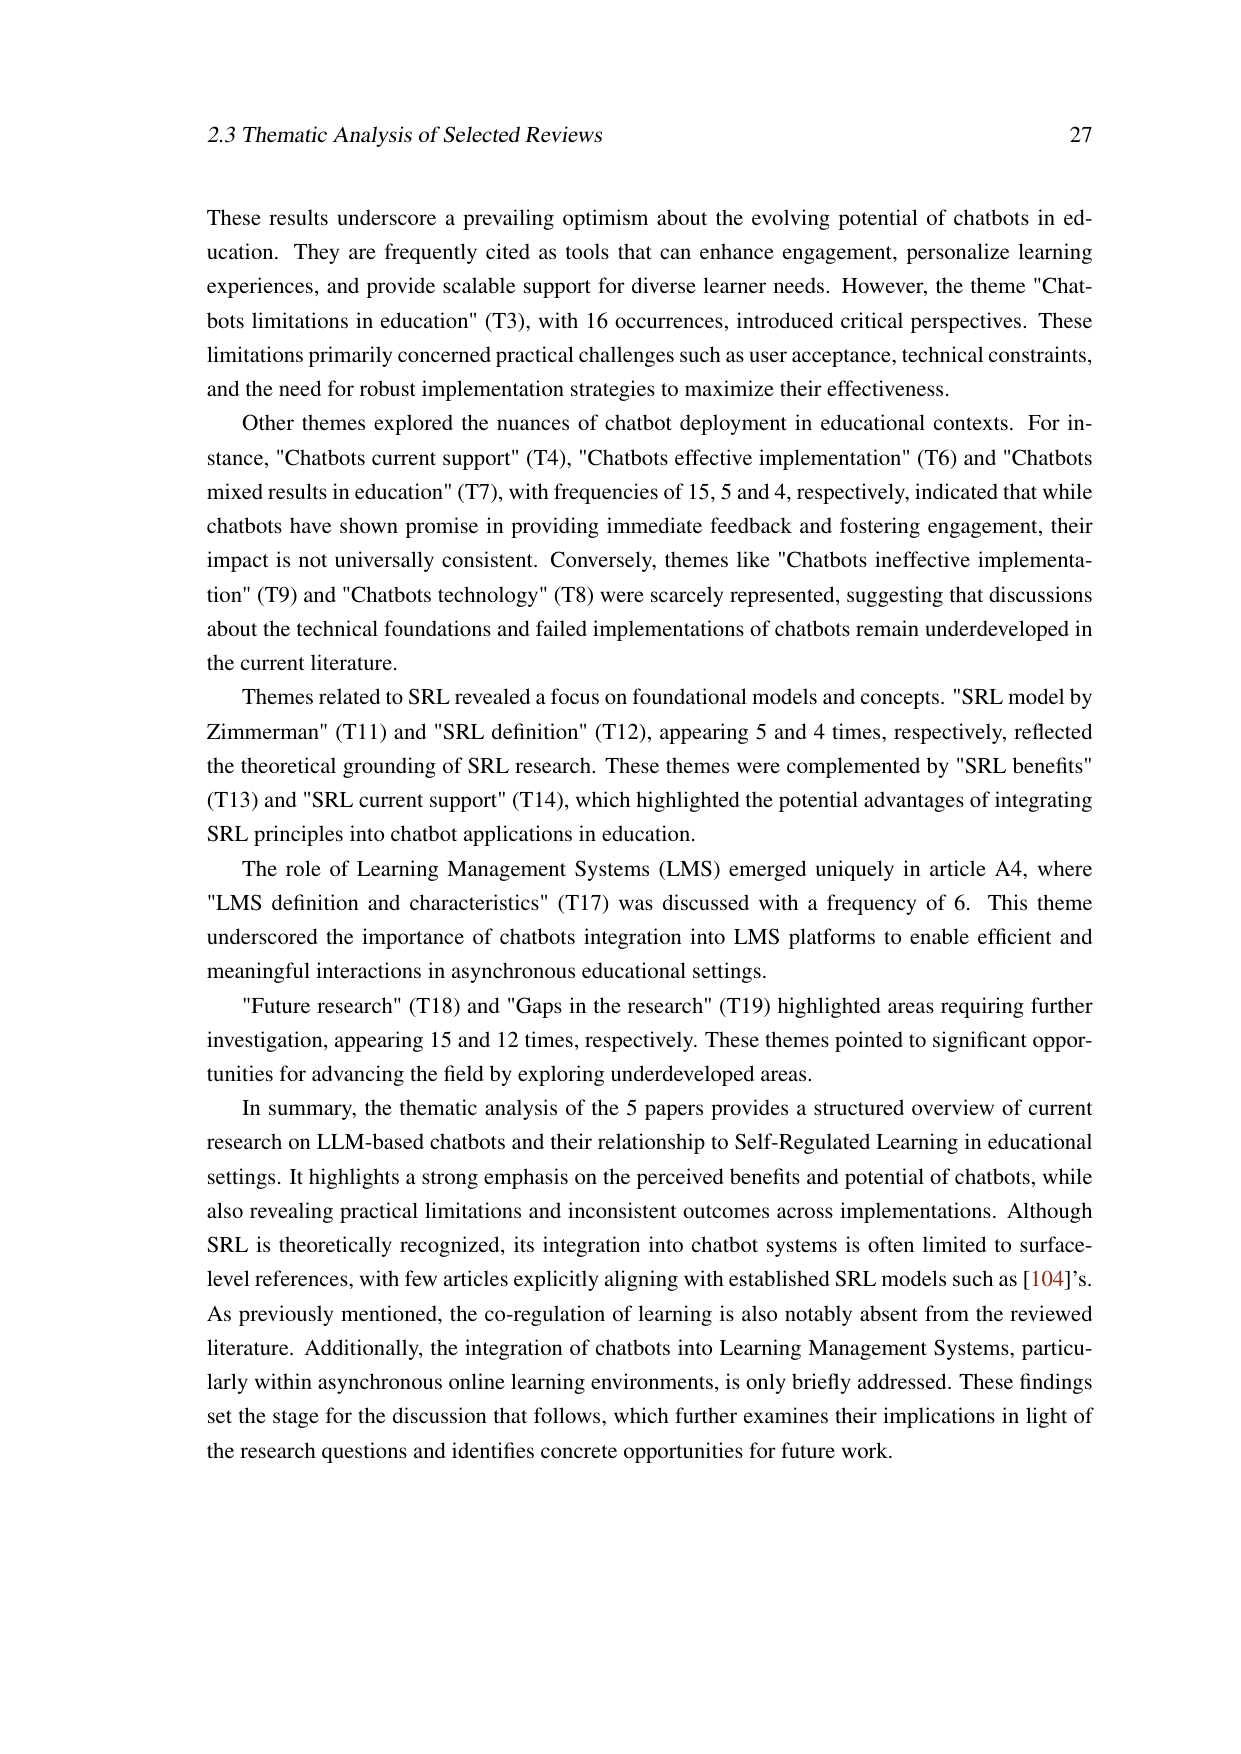 2.3 Thematic Analysis of Selected Reviews 27
These results underscore a prevailing optimism about the evolving potential of chatbots in ed-
ucation. They are frequently cited as tools that can enhance engagement, personalize learning
experiences, and provide scalable support for diverse learner needs. However, the theme "Chat-
bots limitations in education" (T3), with 16 occurrences, introduced critical perspectives. These
limitations primarily concerned practical challenges such as user acceptance, technical constraints,
and the need for robust implementation strategies to maximize their effectiveness.
Other themes explored the nuances of chatbot deployment in educational contexts. For in-
stance, "Chatbots current support" (T4), "Chatbots effective implementation" (T6) and "Chatbots
mixed results in education" (T7), with frequencies of 15, 5 and 4, respectively, indicated that while
chatbots have shown promise in providing immediate feedback and fostering engagement, their
impact is not universally consistent. Conversely, themes like "Chatbots ineffective implementa-
tion" (T9) and "Chatbots technology" (T8) were scarcely represented, suggesting that discussions
about the technical foundations and failed implementations of chatbots remain underdeveloped in
the current literature.
Themes related to SRL revealed a focus on foundational models and concepts. "SRL model by
Zimmerman" (T11) and "SRL definition" (T12), appearing 5 and 4 times, respectively, reflected
the theoretical grounding of SRL research. These themes were complemented by "SRL benefits"
(T13) and "SRL current support" (T14), which highlighted the potential advantages of integrating
SRL principles into chatbot applications in education.
The role of Learning Management Systems (LMS) emerged uniquely in article A4, where
"LMS definition and characteristics" (T17) was discussed with a frequency of 6. This theme
underscored the importance of chatbots integration into LMS platforms to enable efficient and
meaningful interactions in asynchronous educational settings.
"Future research" (T18) and "Gaps in the research" (T19) highlighted areas requiring further
investigation, appearing 15 and 12 times, respectively. These themes pointed to significant oppor-
tunities for advancing the field by exploring underdeveloped areas.
In summary, the thematic analysis of the 5 papers provides a structured overview of current
research on LLM-based chatbots and their relationship to Self-Regulated Learning in educational
settings. It highlights a strong emphasis on the perceived benefits and potential of chatbots, while
also revealing practical limitations and inconsistent outcomes across implementations. Although
SRL is theoretically recognized, its integration into chatbot systems is often limited to surface-
level references, with few articles explicitly aligning with established SRL models such as [104]'s.
As previously mentioned, the co-regulation of learning is also notably absent from the reviewed
literature. Additionally, the integration of chatbots into Learning Management Systems, particu-
larly within asynchronous online learning environments, is only briefly addressed. These findings
set the stage for the discussion that follows, which further examines their implications in light of
the research questions and identifies concrete opportunities for future work.